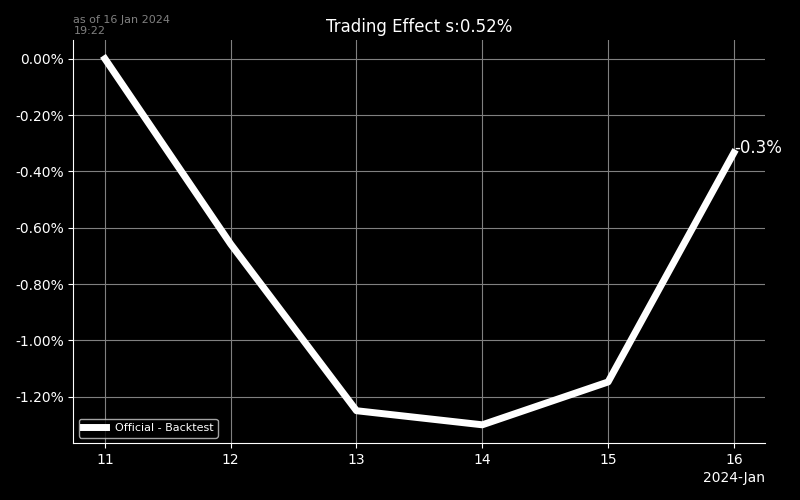 as of 16 Jan 2024
19:22
Trading Effect s:0.52%
0.00%
-0.20%
-0.40%
-0.60%
-0.80%
-1.00%
-1.20%
-0.3%
Official - Backtest
11 12 13 14 15 16
2024-Jan